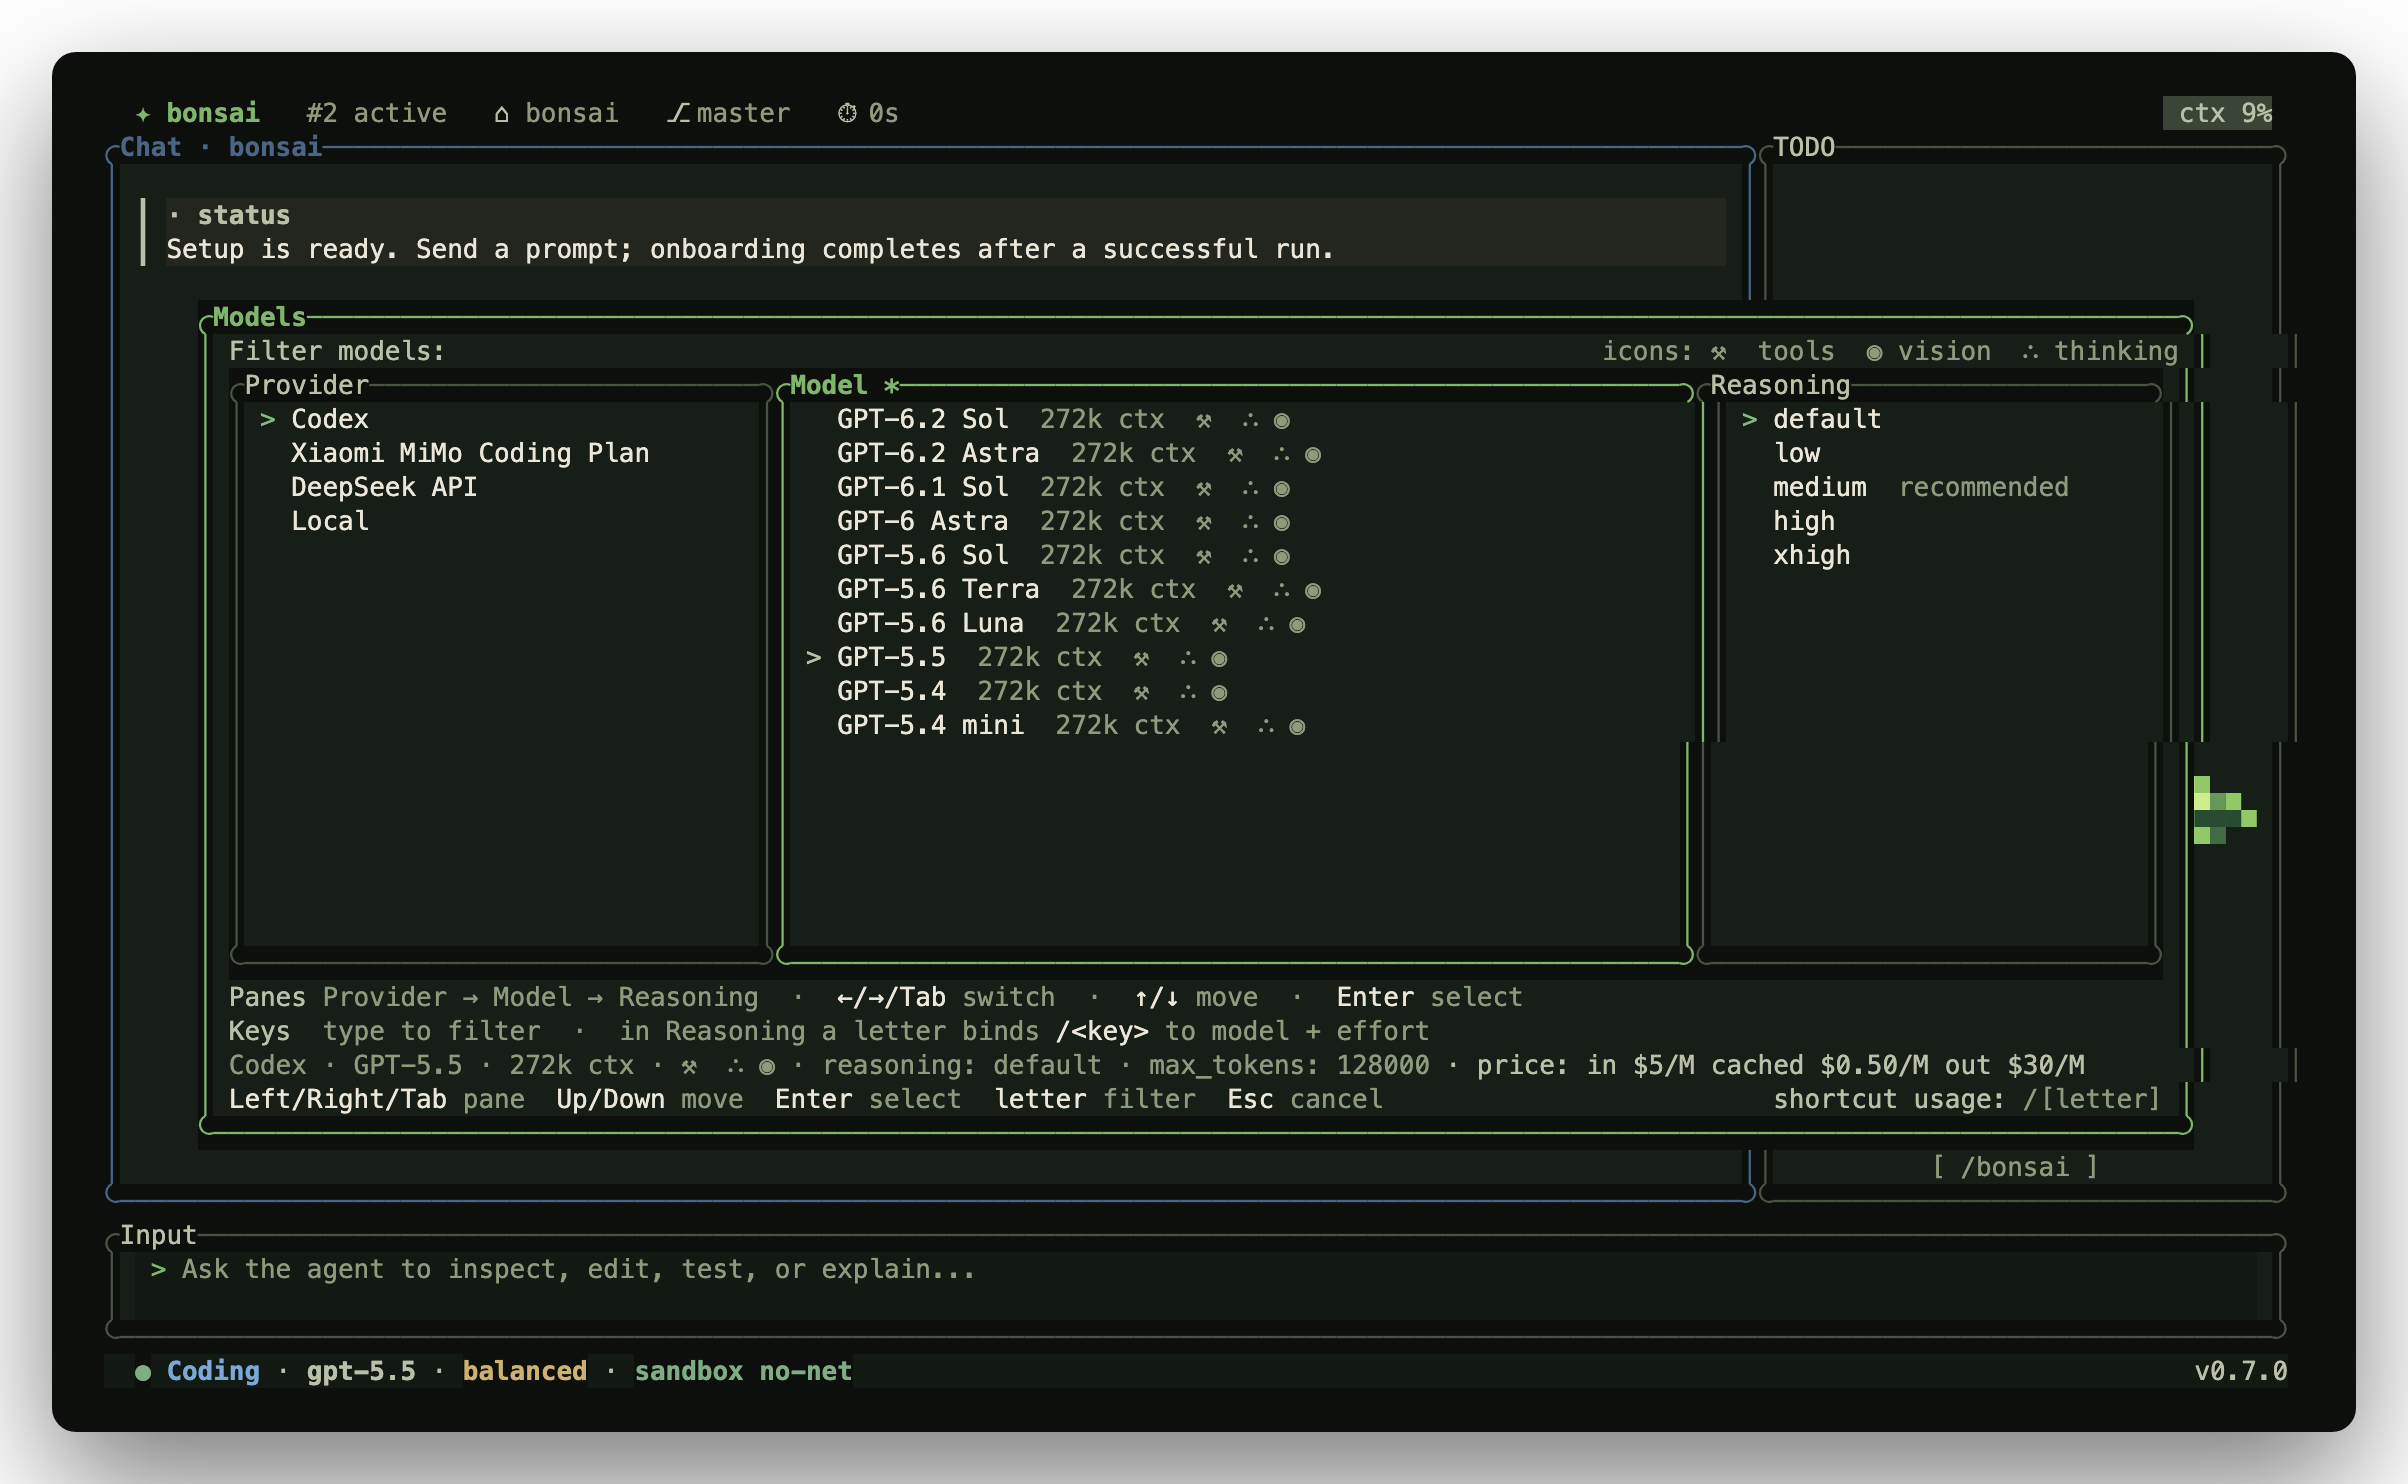 ✦ bonsai #2 active ⌂ bonsai ⎇ master ⏱ 0s ctx 9%
Chat · bonsai
TODO
· status
Setup is ready. Send a prompt; onboarding completes after a successful run.
Models
Filter models: icons: ⚒ tools ◉ vision ∴ thinking
Provider
> Codex
Xiaomi MiMo Coding Plan
DeepSeek API
Local
Model *
GPT-6.2 Sol 272k ctx ⚒ ∴ ◉
GPT-6.2 Astra 272k ctx ⚒ ∴ ◉
GPT-6.1 Sol 272k ctx ⚒ ∴ ◉
GPT-6 Astra 272k ctx ⚒ ∴ ◉
GPT-5.6 Sol 272k ctx ⚒ ∴ ◉
GPT-5.6 Terra 272k ctx ⚒ ∴ ◉
GPT-5.6 Luna 272k ctx ⚒ ∴ ◉
> GPT-5.5 272k ctx ⚒ ∴ ◉
GPT-5.4 272k ctx ⚒ ∴ ◉
GPT-5.4 mini 272k ctx ⚒ ∴ ◉
Reasoning
> default
low
medium recommended
high
xhigh
Panes Provider → Model → Reasoning · ←/→/Tab switch · ↑/↓ move · Enter select
Keys type to filter · in Reasoning a letter binds /<key> to model + effort
Codex · GPT-5.5 · 272k ctx · ⚒ ∴ ◉ · reasoning: default · max_tokens: 128000 · price: in $5/M cached $0.50/M out $30/M
Left/Right/Tab pane Up/Down move Enter select letter filter Esc cancel shortcut usage: /[letter]
[ /bonsai ]
Input
> Ask the agent to inspect, edit, test, or explain...
● Coding · gpt-5.5 · balanced · sandbox no-net v0.7.0